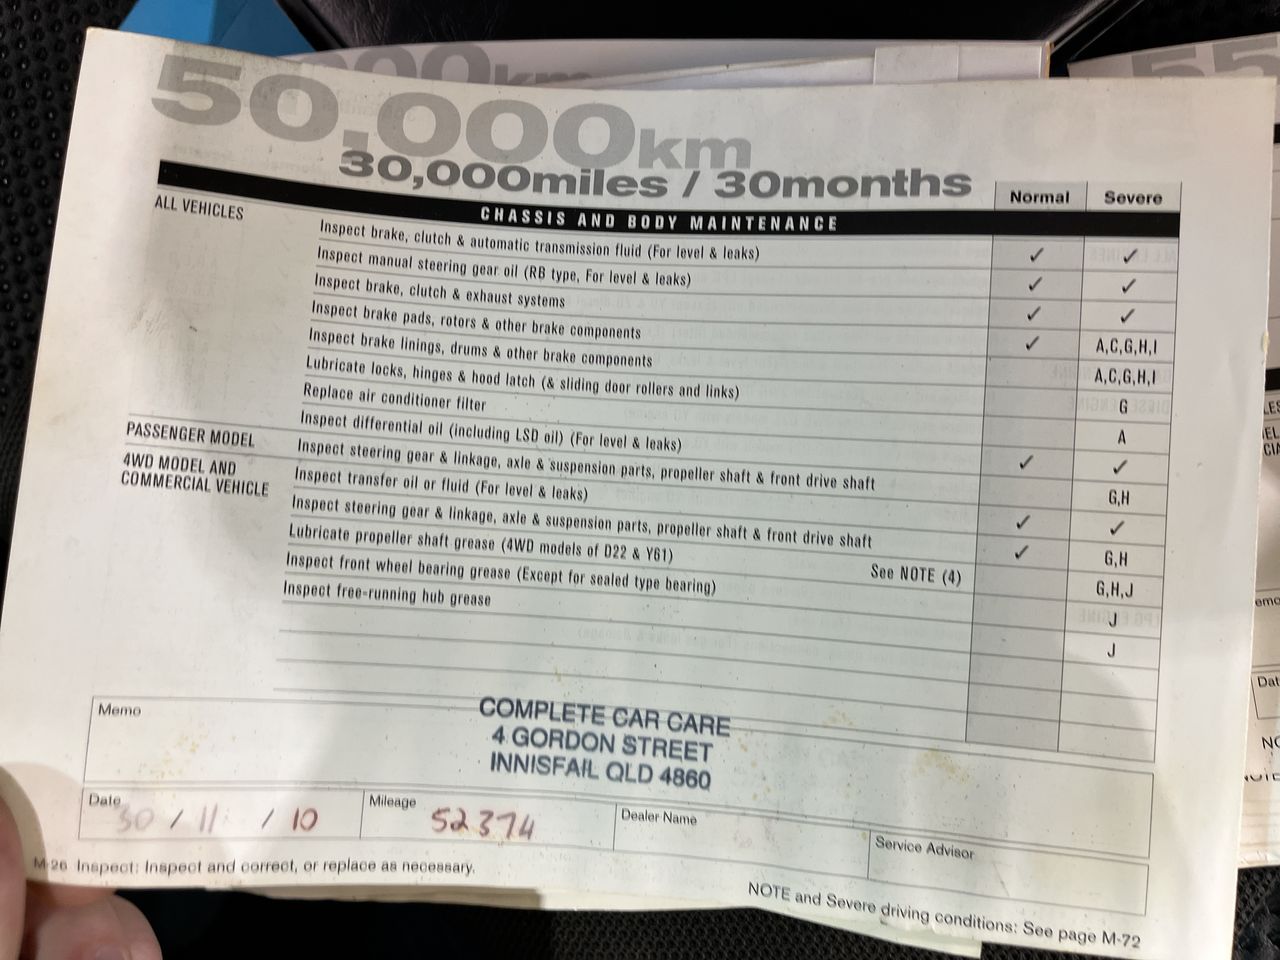 50,000km
30,000miles / 30months
Normal Severe
CHASSIS AND BODY MAINTENANCE
ALL VEHICLES
Inspect brake, clutch & automatic transmission fluid (For level & leaks) ✓ ✓
Inspect manual steering gear oil (RB type, For level & leaks) ✓ ✓
Inspect brake, clutch & exhaust systems ✓ ✓
Inspect brake pads, rotors & other brake components ✓ A,C,G,H,I
Inspect brake linings, drums & other brake components A,C,G,H,I
Lubricate locks, hinges & hood latch (& sliding door rollers and links) G
Replace air conditioner filter A
Inspect differential oil (including LSD oil) (For level & leaks) ✓ ✓
PASSENGER MODEL Inspect steering gear & linkage, axle & suspension parts, propeller shaft & front drive shaft G,H
4WD MODEL AND
COMMERCIAL VEHICLE
Inspect transfer oil or fluid (For level & leaks) ✓ ✓
Inspect steering gear & linkage, axle & suspension parts, propeller shaft & front drive shaft ✓ G,H
Lubricate propeller shaft grease (4WD models of D22 & Y61) See NOTE (4) G,H,J
Inspect front wheel bearing grease (Except for sealed type bearing) J
Inspect free-running hub grease J
Memo
COMPLETE CAR CARE
4 GORDON STREET
INNISFAIL QLD 4860
Date 30 / 11 / 10 Mileage 52374 Dealer Name Service Advisor
M-26 Inspect: Inspect and correct, or replace as necessary.
NOTE and Severe driving conditions: See page M-72